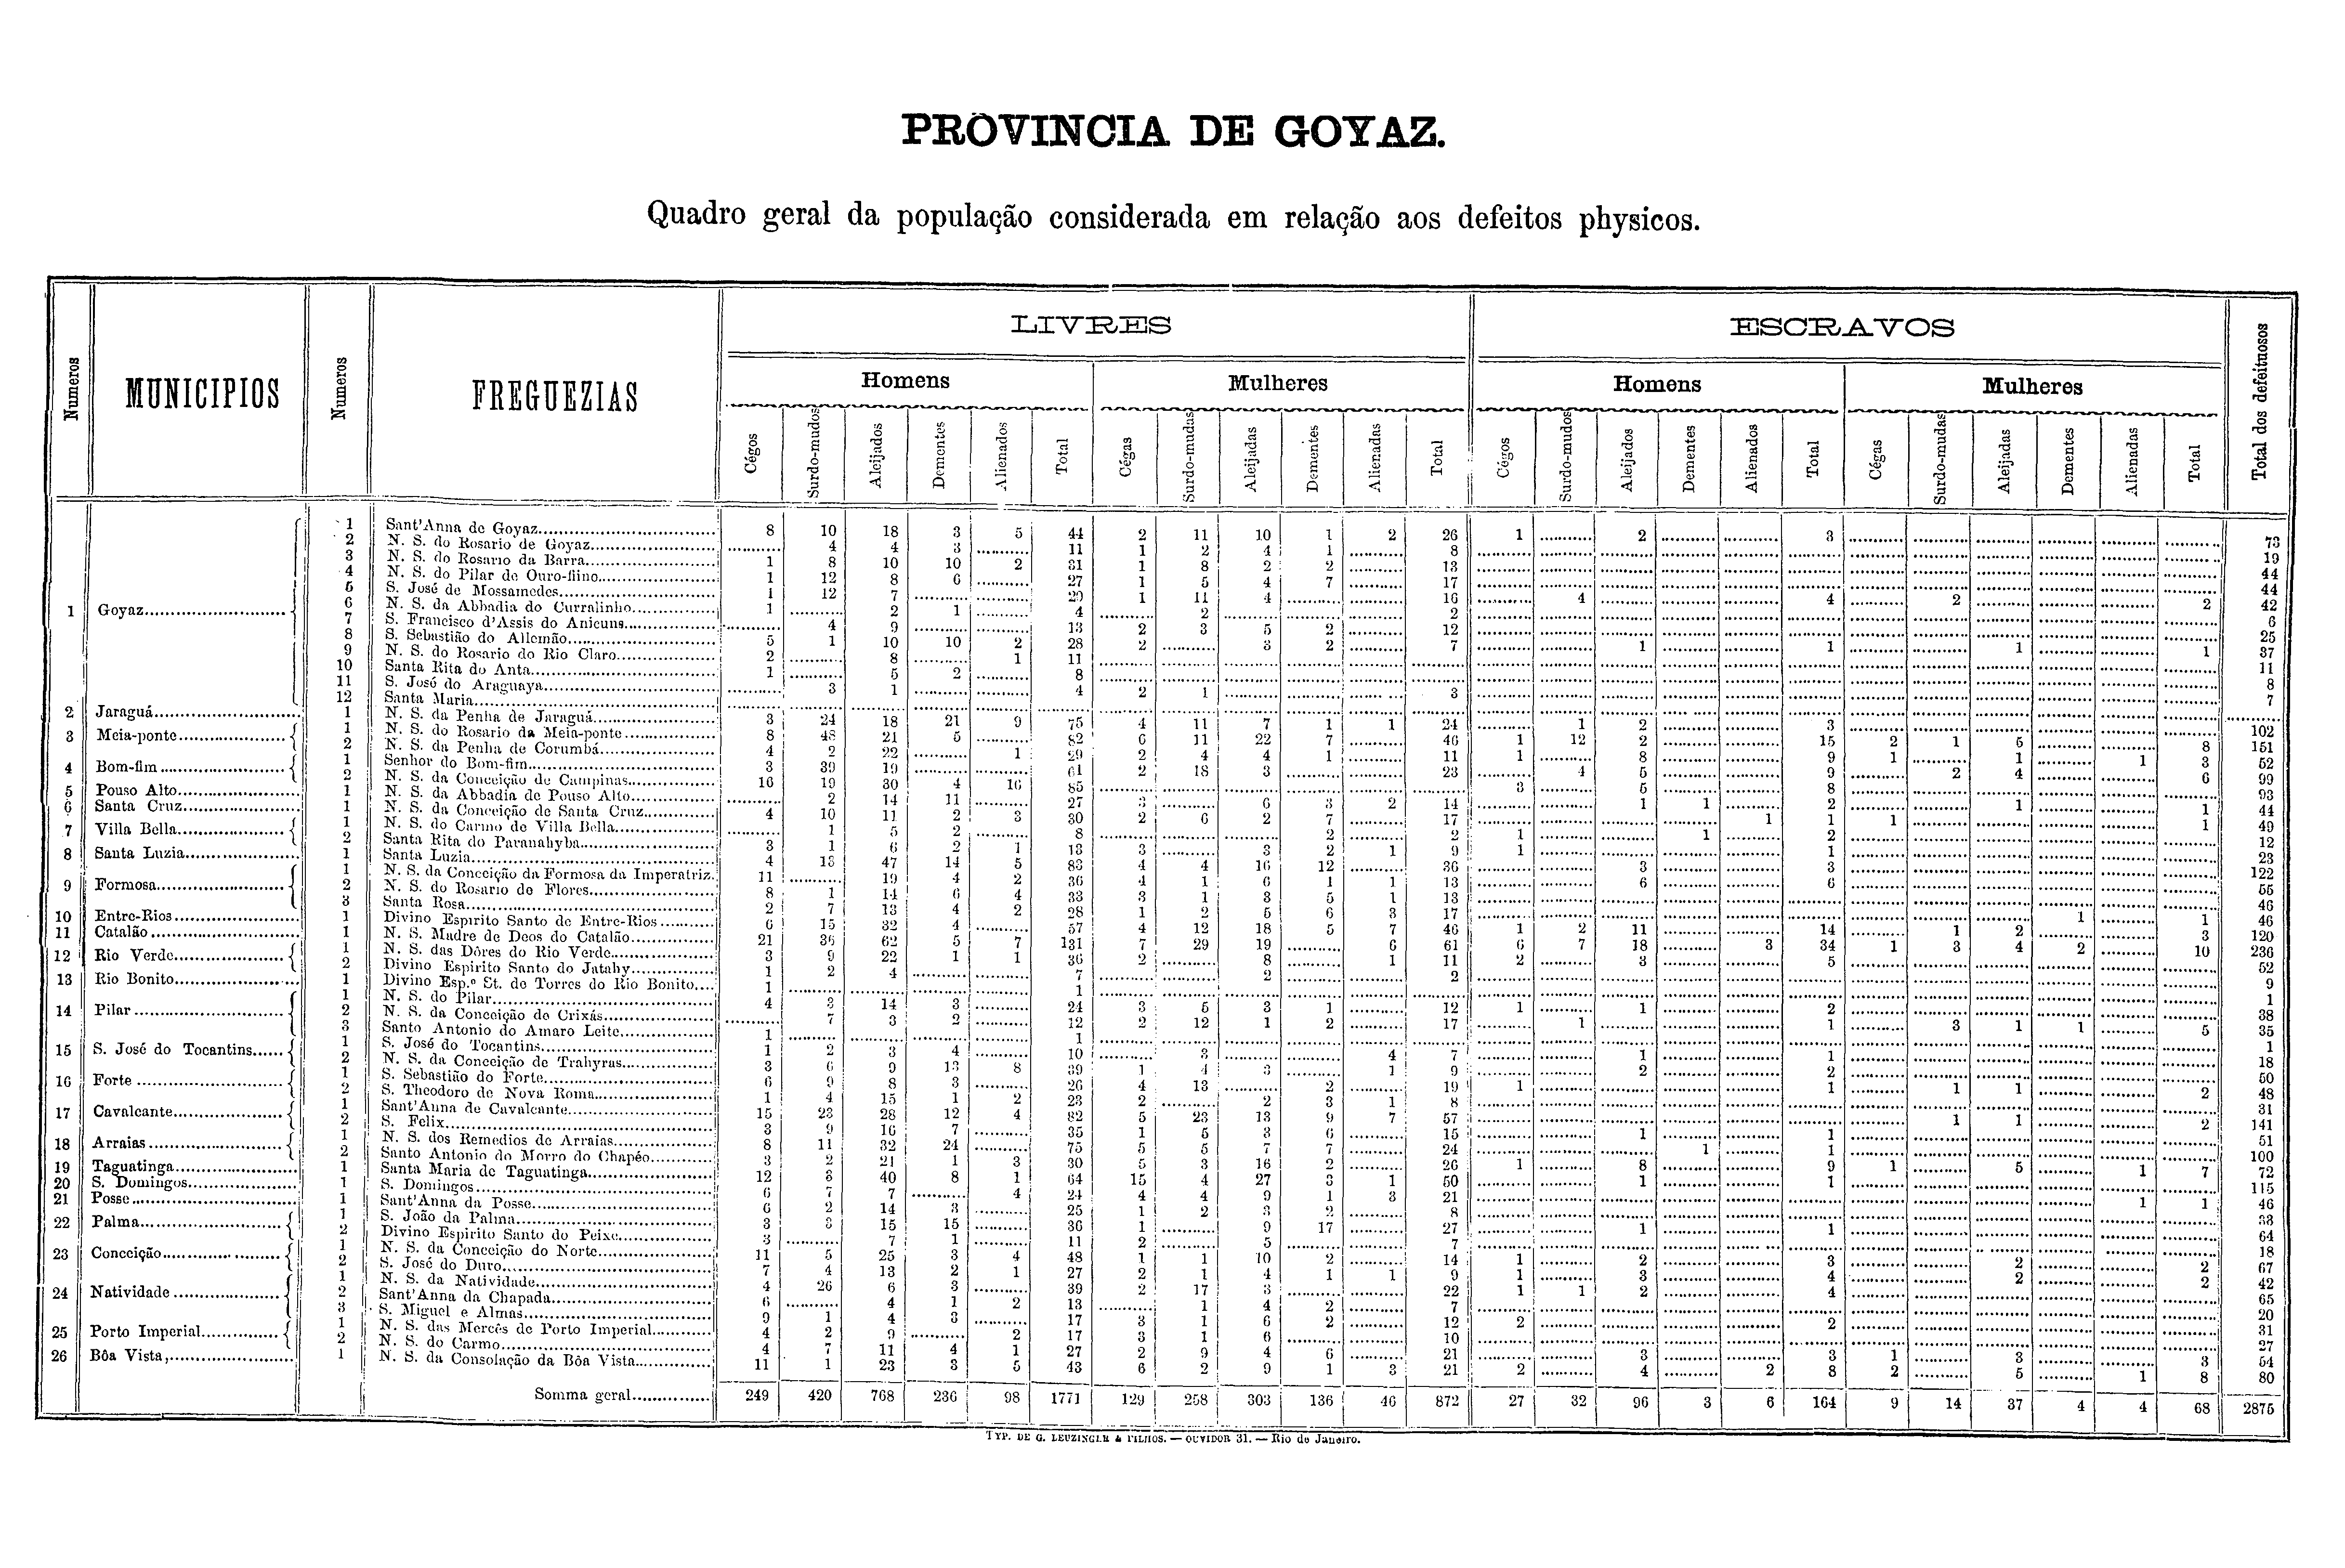 PROVINCIA DE GOYAZ.
Quadro geral da população considerada em relação aos defeitos physicos.
Numeros MUNICIPIOS Numeros FREGUEZIAS LIVRES ESCRAVOS Total dos defeituosos
Homens Mulheres Homens Mulheres
Cégos Surdo-mudos Aleijados Dementes Alienados Total Cégas Surdo-mudas Aleijadas Dementes Alienadas Total Cégos Surdo-mudos Aleijados Dementes Alienados Total Cégas Surdo-mudas Aleijadas Dementes Alienadas Total
1 Sant'Anna de Goyaz 8 10 18 3 5 44 2 11 10 1 2 26 1 ... 2 ... ... 3 ... ... ... ... ... ... 73
2 N. S. do Rosario de Goyaz ... 4 4 3 ... 11 1 2 4 1 ... 8 ... ... ... ... ... ... ... ... ... ... ... ... 19
3 N. S. do Rosario da Barra 1 8 10 10 2 31 1 8 2 2 ... 13 ... ... ... ... ... ... ... ... ... ... ... ... 44
4 N. S. do Pilar do Ouro-fino 1 12 8 6 ... 27 1 5 4 7 ... 17 ... ... ... ... ... ... ... ... ... ... ... ... 44
5 S. José de Mossamedes 1 12 7 ... ... 20 1 11 4 ... ... 16 ... 4 ... ... ... 4 ... 2 ... ... ... 2 42
1 Goyaz 6 N. S. da Abbadia do Curralinho 1 ... 2 1 ... 4 ... 2 ... ... ... 2 ... ... ... ... ... ... ... ... ... ... ... ... 6
7 S. Francisco d'Assis do Anicuns ... 4 9 ... ... 13 2 3 5 2 ... 12 ... ... ... ... ... ... ... ... ... ... ... ... 25
8 S. Sebastião do Allemão 5 1 10 10 2 28 2 ... 3 2 ... 7 ... ... 1 ... ... 1 ... ... 1 ... ... 1 37
9 N. S. do Rosario do Rio Claro 2 ... 8 ... 1 11 ... ... ... ... ... ... ... ... ... ... ... ... ... ... ... ... ... ... 11
10 Santa Rita do Anta 1 ... 5 2 ... 8 ... ... ... ... ... ... ... ... ... ... ... ... ... ... ... ... ... ... 8
11 S. José do Araguaya ... 3 1 ... ... 4 2 1 ... ... ... 3 ... ... ... ... ... ... ... ... ... ... ... ... 7
12 Santa Maria ... ... ... ... ... ... ... ... ... ... ... ... ... ... ... ... ... ... ... ... ... ... ... ... ...
2 Jaraguá 1 N. S. da Penha de Jaraguá 3 24 18 21 9 75 4 11 7 1 1 24 ... 1 2 ... ... 3 ... ... ... ... ... ... 102
3 Meia-ponte 1 N. S. do Rosario da Meia-ponte 8 48 21 5 ... 82 6 11 22 7 ... 46 1 12 2 ... ... 15 2 1 5 ... ... 8 151
2 N. S. da Penha de Corumbá 4 2 22 ... 1 29 2 4 4 1 ... 11 1 ... 8 ... ... 9 1 ... 1 ... 1 3 52
4 Bom-fim 1 Senhor do Bom-fim 3 39 19 ... ... 61 2 18 3 ... ... 23 ... 4 5 ... ... 9 ... 2 4 ... ... 6 99
2 N. S. da Conceição de Campinas 16 19 30 4 16 85 ... ... ... ... ... ... 3 ... 5 ... ... 8 ... ... ... ... ... ... 93
5 Pouso Alto 1 N. S. da Abbadia de Pouso Alto ... 2 14 11 ... 27 3 ... 6 3 2 14 ... ... 1 1 ... 2 ... ... 1 ... ... 1 44
6 Santa Cruz 1 N. S. da Conceição de Santa Cruz 4 10 11 2 3 30 2 6 2 7 ... 17 ... ... ... ... 1 1 1 ... ... ... ... 1 49
7 Villa Bella 1 N. S. do Carmo de Villa Bella ... 1 5 2 ... 8 ... ... ... 2 ... 2 1 ... ... 1 ... 2 ... ... ... ... ... ... 12
2 Santa Rita do Paranahyba 3 1 6 2 1 13 3 ... 3 2 1 9 1 ... ... ... ... 1 ... ... ... ... ... ... 23
8 Santa Luzia 1 Santa Luzia 4 13 47 14 5 83 4 4 16 12 ... 36 ... ... 3 ... ... 3 ... ... ... ... ... ... 122
1 N. S. da Conceição da Formosa da Imperatriz. 11 ... 19 4 2 36 4 1 6 1 1 13 ... ... 6 ... ... 6 ... ... ... ... ... ... 55
9 Formosa 2 N. S. do Rosario de Flores 8 1 14 6 4 33 3 1 3 5 1 13 ... ... ... ... ... ... ... ... ... ... ... ... 46
3 Santa Rosa 2 7 13 4 2 28 1 2 5 6 3 17 ... ... ... ... ... ... ... ... ... 1 ... 1 46
10 Entre-Rios 1 Divino Espirito Santo de Entre-Rios 6 15 32 4 ... 57 4 12 18 5 7 46 1 2 11 ... ... 14 ... 1 2 ... ... 3 120
11 Catalão 1 N. S. Madre de Deos do Catalão 21 36 62 5 7 131 7 29 19 ... 6 61 6 7 18 ... 3 34 1 3 4 2 ... 10 236
12 Rio Verde 1 N. S. das Dôres do Rio Verde 3 9 22 1 1 36 2 ... 8 ... 1 11 2 ... 3 ... ... 5 ... ... ... ... ... ... 52
2 Divino Espirito Santo do Jatahy 1 2 4 ... ... 7 ... ... 2 ... ... 2 ... ... ... ... ... ... ... ... ... ... ... ... 9
13 Rio Bonito 1 Divino Esp.º St. de Torres do Rio Bonito 1 ... ... ... ... 1 ... ... ... ... ... ... ... ... ... ... ... ... ... ... ... ... ... ... 1
1 N. S. do Pilar 4 3 14 3 ... 24 3 5 3 1 ... 12 1 ... 1 ... ... 2 ... ... ... ... ... ... 38
14 Pilar 2 N. S. da Conceição de Crixás ... 7 3 2 ... 12 2 12 1 2 ... 17 ... 1 ... ... ... 1 ... 3 1 1 ... 5 35
3 Santo Antonio do Amaro Leite 1 ... ... ... ... 1 ... ... ... ... ... ... ... ... ... ... ... ... ... ... ... ... ... ... 1
15 S. José do Tocantins 1 S. José do Tocantins 1 2 3 4 ... 10 ... 3 ... ... 4 7 ... ... 1 ... ... 1 ... ... ... ... ... ... 18
2 N. S. da Conceição de Trahyras 3 6 9 13 8 39 1 4 3 ... 1 9 ... ... 2 ... ... 2 ... ... ... ... ... ... 50
16 Forte 1 S. Sebastião do Forte 6 9 8 3 ... 26 4 13 ... 2 ... 19 1 ... ... ... ... 1 ... 1 1 ... ... 2 48
2 S. Theodoro de Nova Roma 1 4 15 1 2 23 2 ... 2 3 1 8 ... ... ... ... ... ... ... ... ... ... ... ... 31
17 Cavalcante 1 Sant'Anna de Cavalcante 15 23 28 12 4 82 5 23 13 9 7 57 ... ... ... ... ... ... ... 1 1 ... ... 2 141
2 S. Felix 3 9 16 7 ... 35 1 5 3 6 ... 15 ... ... 1 ... ... 1 ... ... ... ... ... ... 51
18 Arraias 1 N. S. dos Remedios de Arraias 8 11 32 24 ... 75 5 5 7 7 ... 24 ... ... ... 1 ... 1 ... ... ... ... ... ... 100
2 Santo Antonio do Morro do Chapéo 3 2 21 1 3 30 5 3 16 2 ... 26 1 ... 8 ... ... 9 1 ... 5 ... 1 7 72
19 Taguatinga 1 Santa Maria de Taguatinga 12 3 40 8 1 64 15 4 27 3 1 50 ... ... 1 ... ... 1 ... ... ... ... ... ... 115
20 S. Domingos 1 S. Domingos 6 7 7 ... 4 24 4 4 9 1 3 21 ... ... ... ... ... ... ... ... ... ... 1 1 46
21 Posse 1 Sant'Anna da Posse 6 2 14 3 ... 25 1 2 3 2 ... 8 ... ... ... ... ... ... ... ... ... ... ... ... 33
22 Palma 1 S. João da Palma 3 3 15 15 ... 36 1 ... 9 17 ... 27 ... ... 1 ... ... 1 ... ... ... ... ... ... 64
2 Divino Espirito Santo do Peixe 3 ... 7 1 ... 11 2 ... 5 ... ... 7 ... ... ... ... ... ... ... ... ... ... ... ... 18
23 Conceição 1 N. S. da Conceição do Norte 11 5 25 3 4 48 1 1 10 2 ... 14 1 ... 2 ... ... 3 ... ... 2 ... ... 2 67
2 S. José do Duro 7 4 13 2 1 27 2 1 4 1 1 9 1 ... 3 ... ... 4 ... ... 2 ... ... 2 42
1 N. S. da Natividade 4 26 6 3 ... 39 2 17 3 ... ... 22 1 1 2 ... ... 4 ... ... ... ... ... ... 65
24 Natividade 2 Sant'Anna da Chapada 6 ... 4 1 2 13 ... 1 4 2 ... 7 ... ... ... ... ... ... ... ... ... ... ... ... 20
3 S. Miguel e Almas 9 1 4 3 ... 17 3 1 6 2 ... 12 2 ... ... ... ... 2 ... ... ... ... ... ... 31
25 Porto Imperial 1 N. S. das Mercês de Porto Imperial 4 2 9 ... 2 17 3 1 6 ... ... 10 ... ... ... ... ... ... ... ... ... ... ... ... 27
2 N. S. do Carmo 4 7 11 4 1 27 2 9 4 6 ... 21 ... ... 3 ... ... 3 1 ... 3 ... ... 3 54
26 Bôa Vista 1 N. S. da Consolação da Bôa Vista 11 1 23 3 5 43 6 2 9 1 3 21 2 ... 4 ... 2 8 2 ... 5 ... 1 8 80
Somma geral 249 420 768 236 98 1771 129 258 303 136 46 872 27 32 96 3 6 164 9 14 37 4 4 68 2875
TYP. DE G. LEUZINGER & FILHOS. — OUVIDOR 31. — Rio de Janeiro.